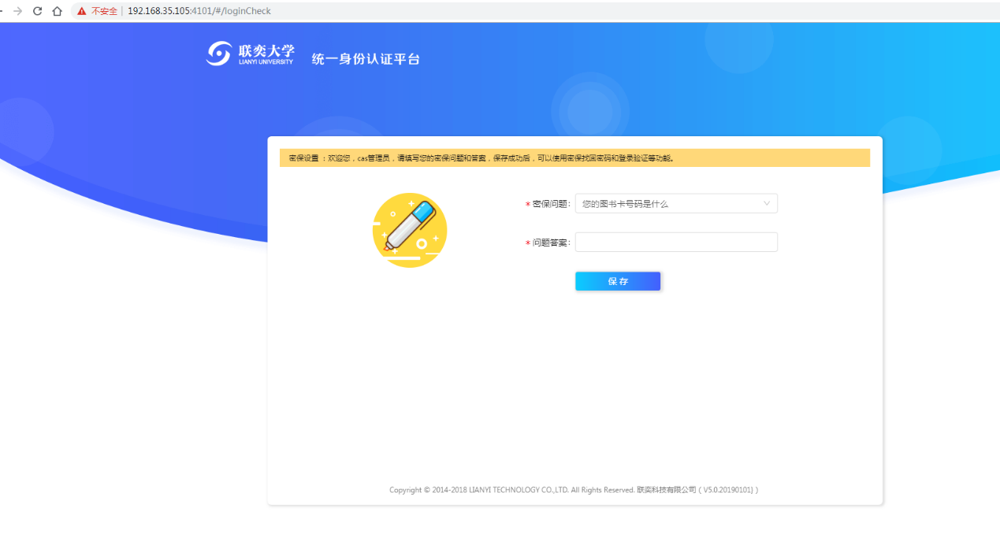 不安全 | 192.168.35.105:4101/#/loginCheck
联奕大学
LIANYI UNIVERSITY
统一身份认证平台
密保设置 ：欢迎您，cas管理员，请填写您的密保问题和答案，保存成功后，可以使用密保找回密码和登录验证等功能。
* 密保问题: 您的图书卡号码是什么
* 问题答案:
保 存
Copyright © 2014-2018 LIANYI TECHNOLOGY CO.,LTD. All Rights Reserved. 联奕科技有限公司 ( V5.0.20190101) )